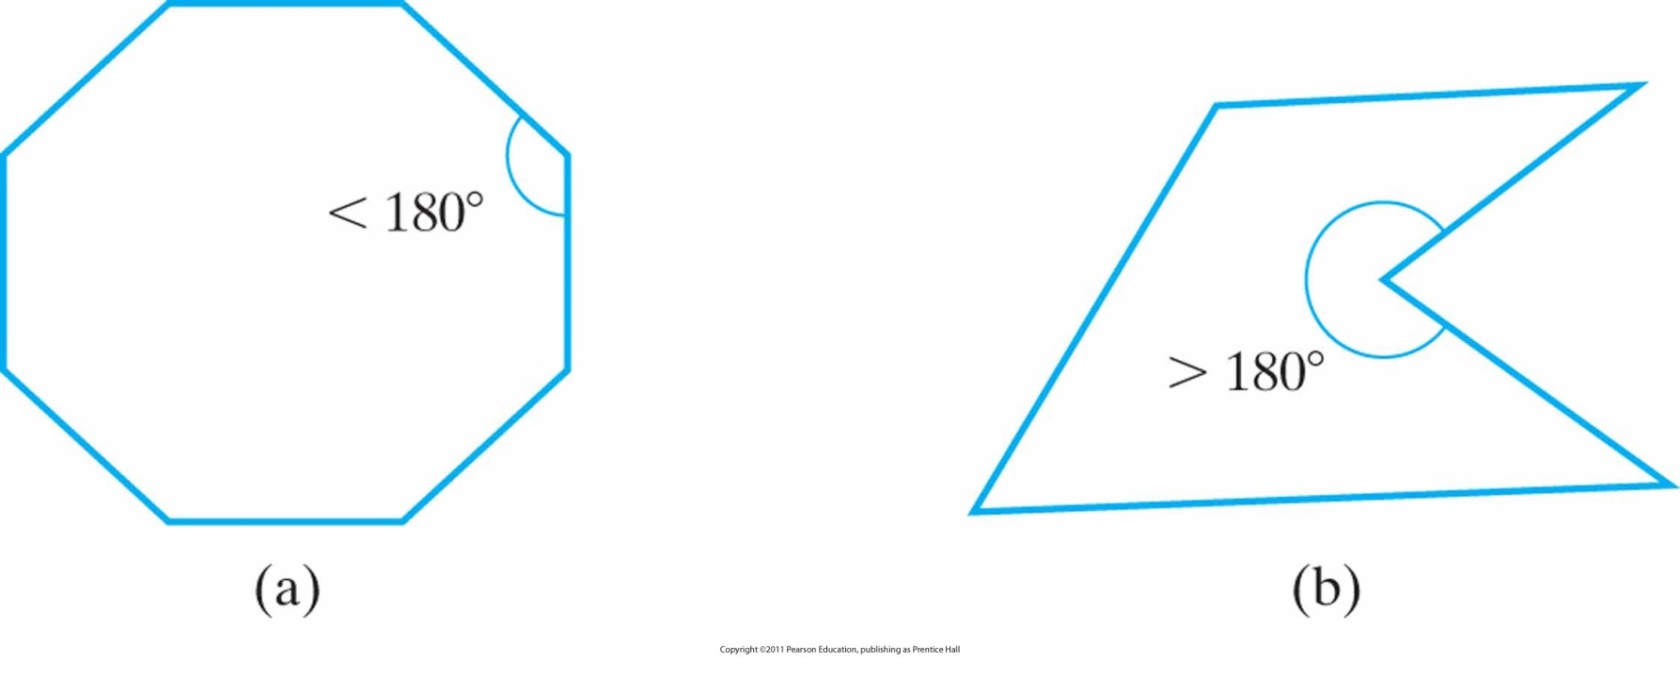 < 180°
> 180°
(a)
(b)
Copyright ©2011 Pearson Education, publishing as Prentice Hall